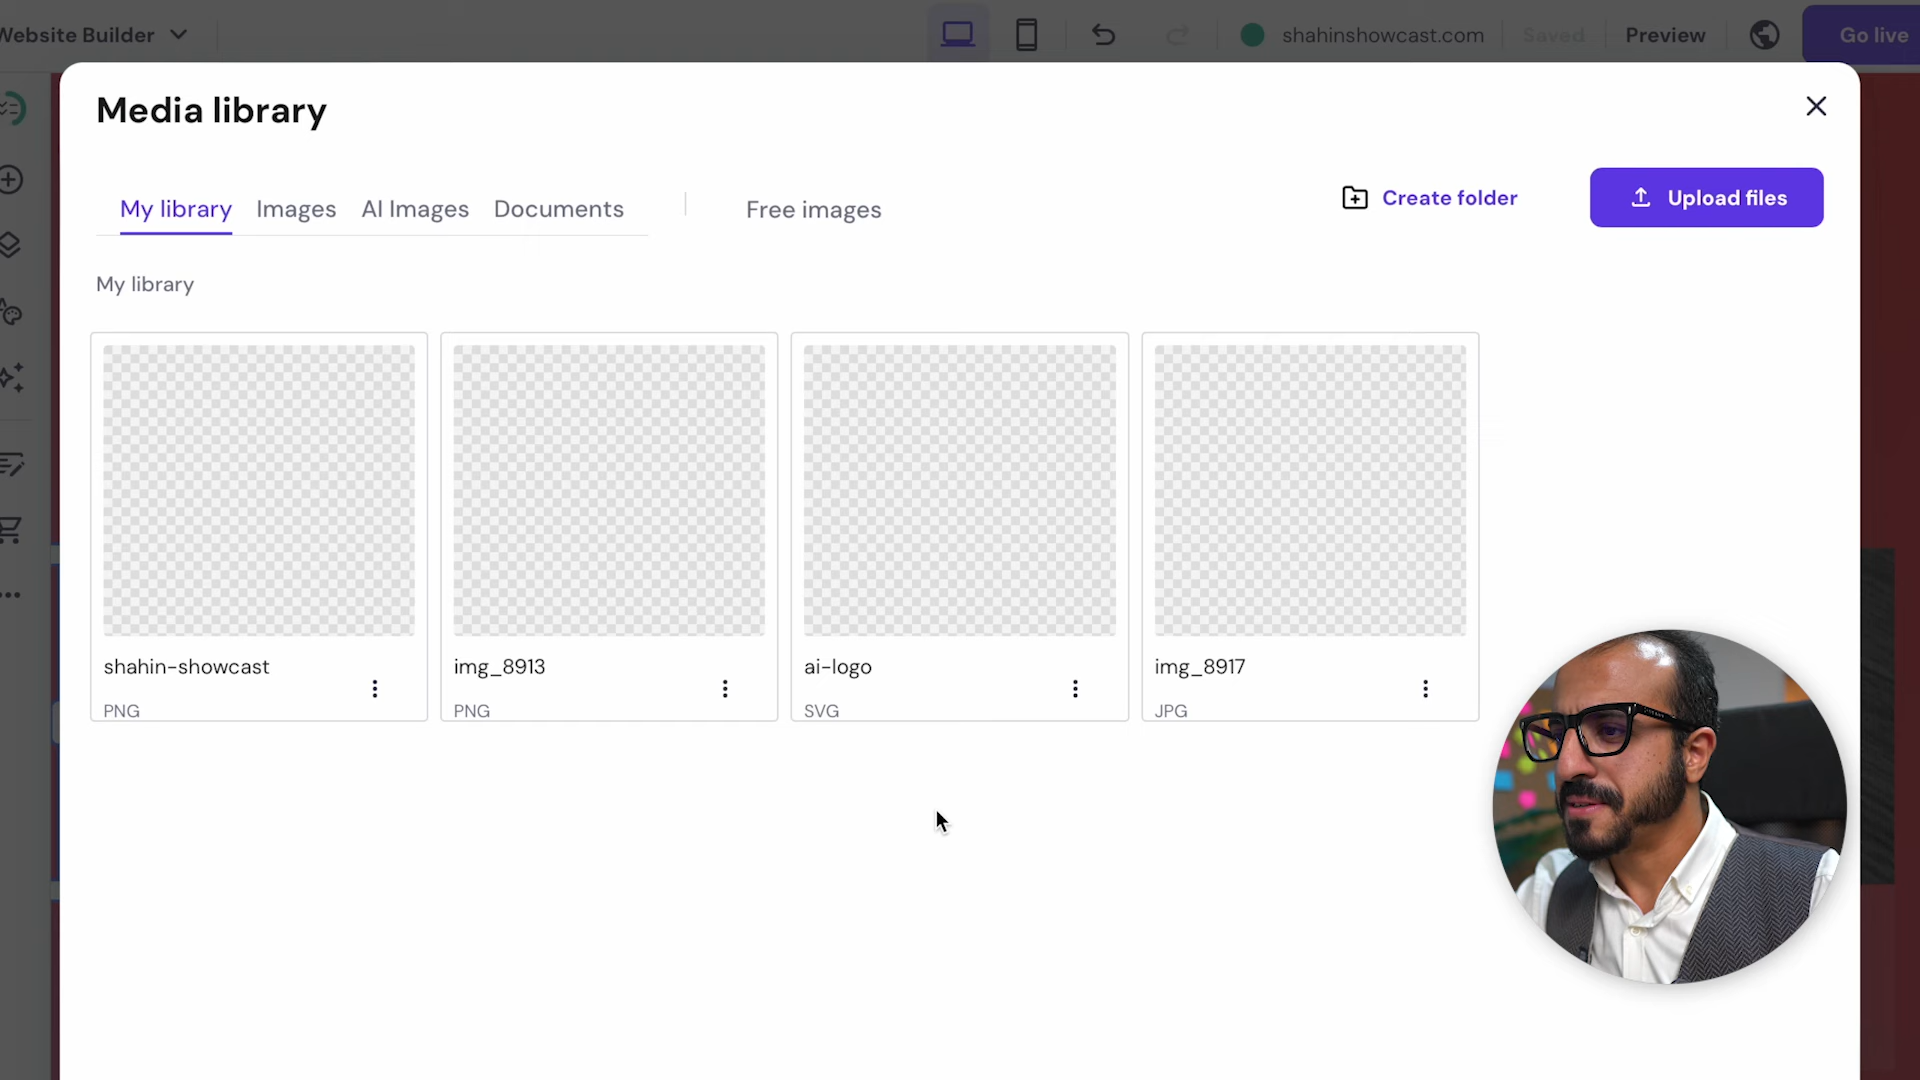 Website Builder
shahinshowcast.com
Saved
Preview
Go live
Media library
My library
Images
AI Images
Documents
Free images
Create folder
Upload files
My library
shahin-showcast
PNG
img_8913
PNG
ai-logo
SVG
img_8917
JPG